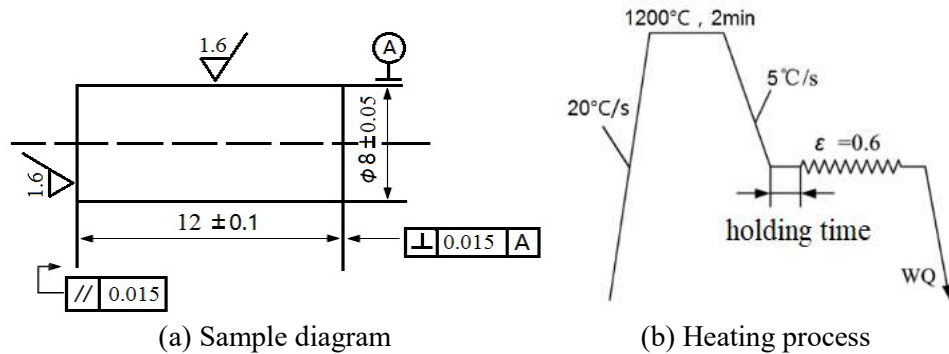 1.6
A
φ8±0.05
1.6
12 ±0.1
⊥ 0.015 A
// 0.015
(a) Sample diagram
1200°C , 2min
20°C/s
5℃/s
ε =0.6
holding time
WQ
(b) Heating process